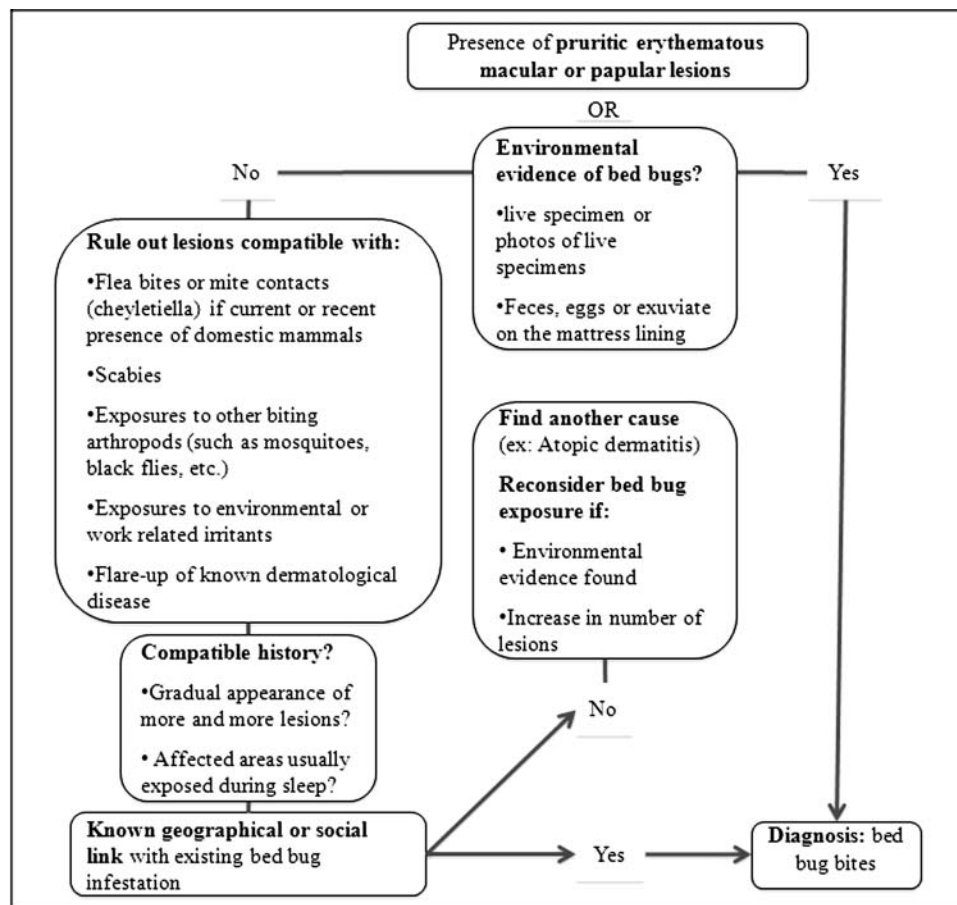 Presence of pruritic erythematous
macular or papular lesions
OR
Environmental
evidence of bed bugs?
•live specimen or
photos of live
specimens
•Feces, eggs or exuviate
on the mattress lining
No
Yes
Rule out lesions compatible with:
•Flea bites or mite contacts
(cheyletiella) if current or recent
presence of domestic mammals
•Scabies
•Exposures to other biting
arthropods (such as mosquitoes,
black flies, etc.)
•Exposures to environmental or
work related irritants
•Flare-up of known dermatological
disease
Compatible history?
•Gradual appearance of
more and more lesions?
• Affected areas usually
exposed during sleep?
Known geographical or social
link with existing bed bug
infestation
Find another cause
(ex: Atopic dermatitis)
Reconsider bed bug
exposure if:
• Environmental
evidence found
•Increase in number of
lesions
No
Yes
Diagnosis: bed
bug bites